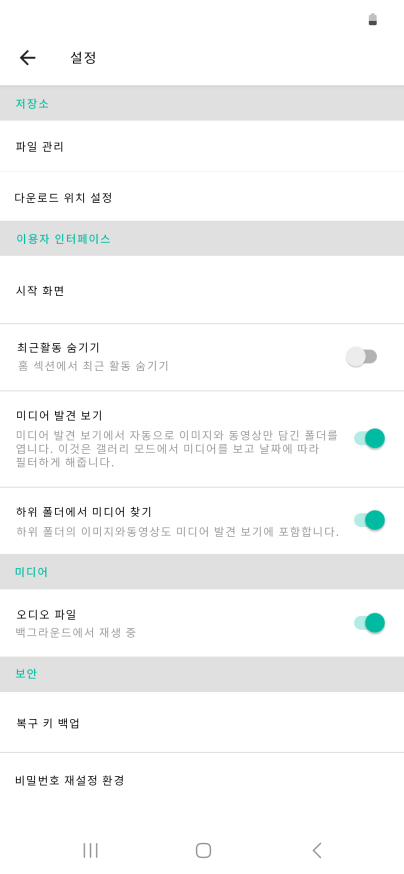 설정
저장소
파일 관리
다운로드 위치 설정
이용자 인터페이스
시작 화면
최근활동 숨기기
홈 섹션에서 최근 활동 숨기기
미디어 발견 보기
미디어 발견 보기에서 자동으로 이미지와 동영상만 담긴 폴더를
엽니다. 이것은 갤러리 모드에서 미디어를 보고 날짜에 따라
필터하게 해줍니다.
하위 폴더에서 미디어 찾기
하위 폴더의 이미지와동영상도 미디어 발견 보기에 포함합니다.
미디어
오디오 파일
백그라운드에서 재생 중
보안
복구 키 백업
비밀번호 재설정 환경